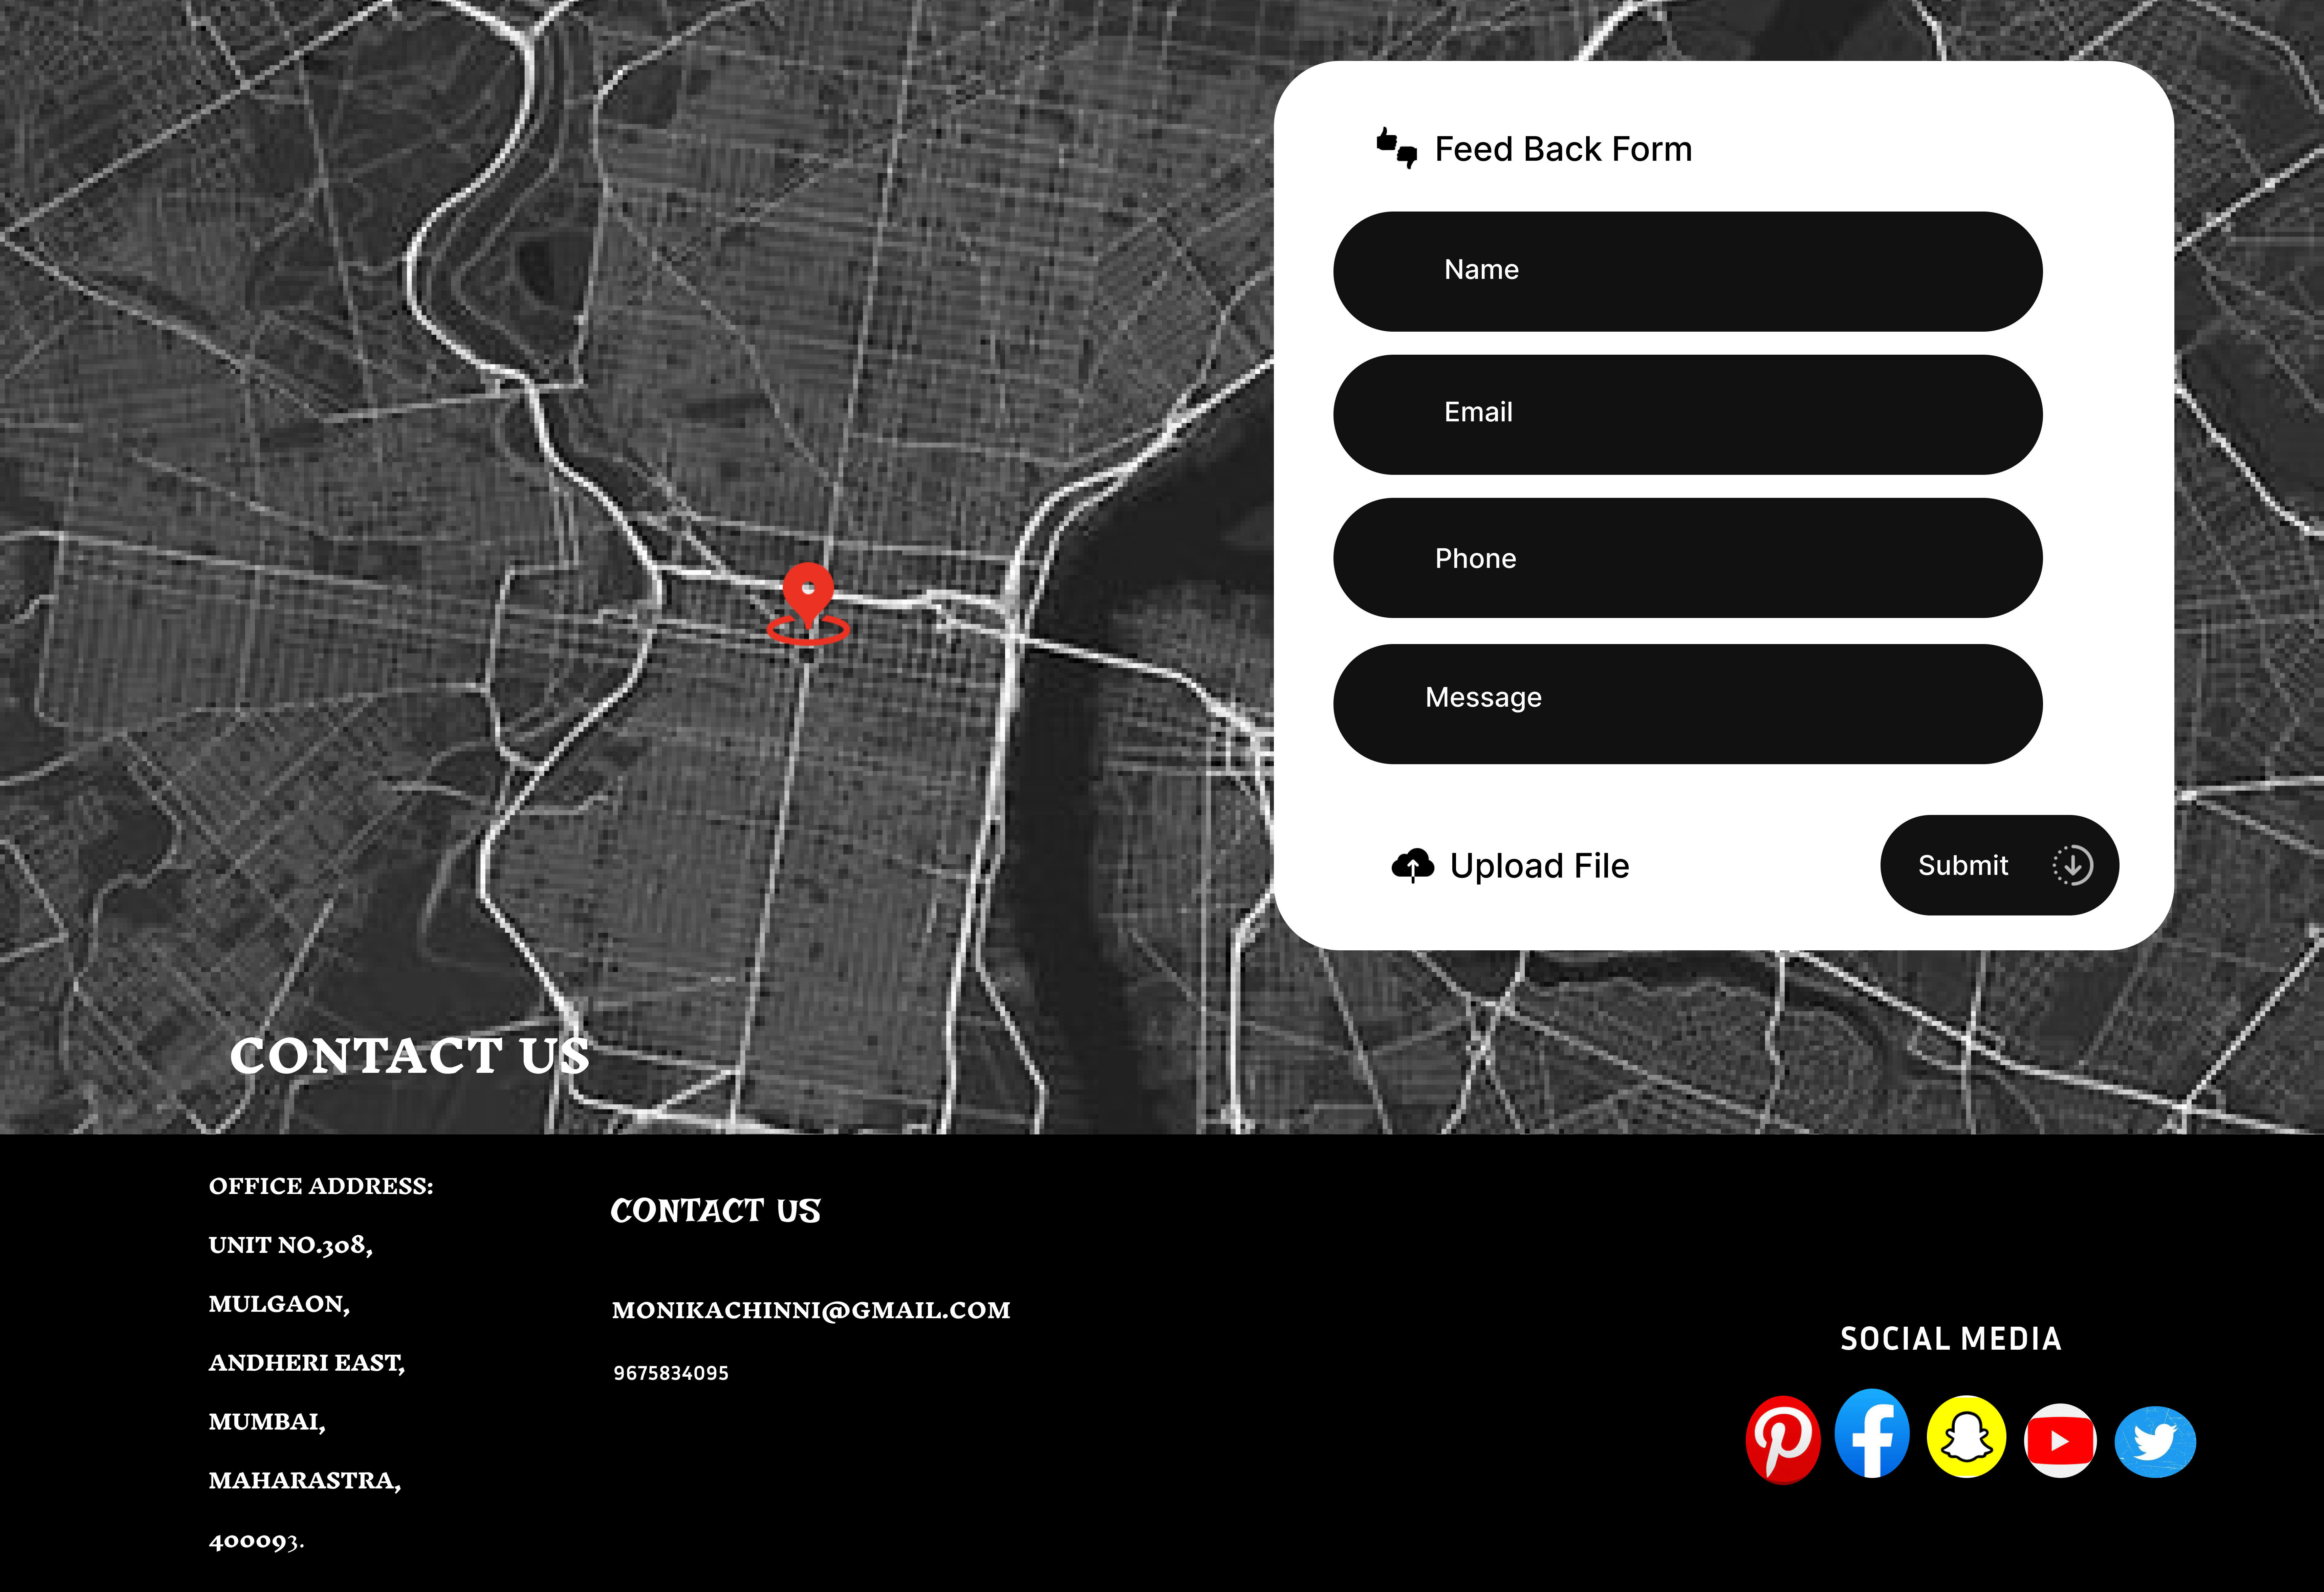 Feed Back Form
Name
Email
Phone
Message
Upload File
Submit
CONTACT US
OFFICE ADDRESS:
UNIT NO.308,
MULGAON,
ANDHERI EAST,
MUMBAI,
MAHARASTRA,
400093.
CONTACT US
MONIKACHINNI@GMAIL.COM
9675834095
SOCIAL MEDIA